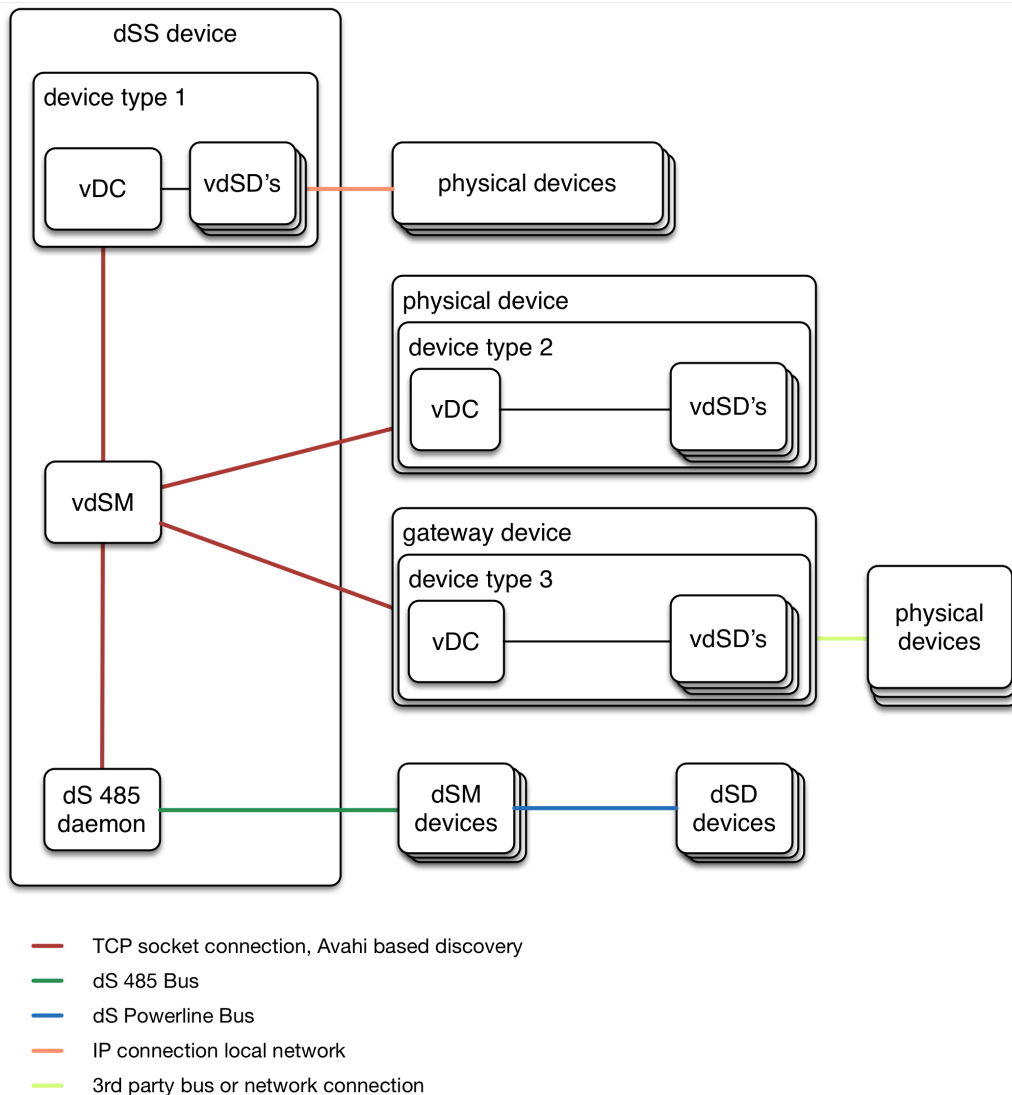 dSS device
device type 1
vDC
vdSD’s
physical devices
physical device
device type 2
vDC
vdSD’s
vdSM
gateway device
device type 3
vDC
vdSD’s
physical
devices
dS 485
daemon
dSM
devices
dSD
devices
TCP socket connection, Avahi based discovery
dS 485 Bus
dS Powerline Bus
IP connection local network
3rd party bus or network connection